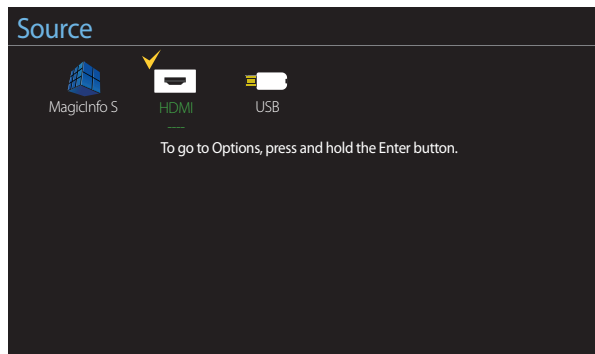 Source
MagicInfo S
HDMI
USB
----
To go to Options, press and hold the Enter button.